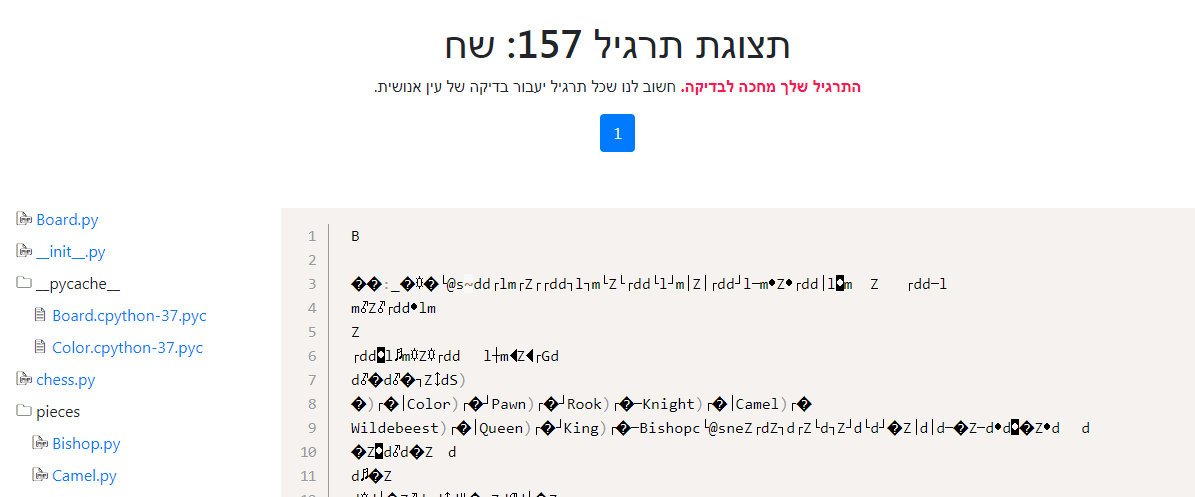 תצוגת תרגיל 157: שח
התרגיל שלך מחכה לבדיקה. חשוב לנו שכל תרגיל יעבור בדיקה של עין אנושית.
1
Board.py
__init__.py
__pycache__
Board.cpython-37.pyc
Color.cpython-37.pyc
chess.py
pieces
Bishop.py
Camel.py
1 B
2
3 ��:_�☼�└@s~dd┌lm┌Z┌┌dd┐l┐m└Z└┌dd└l┘m│Z│┌dd┘l─m•Z•┌dd│l◘m Z ┌dd─l
4 m♂Z♂┌dd•lm
5 Z
6 ┌dd◘l♫m☼Z☼┌dd l┼m◄Z◄┌Gd
7 d♂�d♂�┐Z↕dS)
8 �)┌�│Color)┌�┘Pawn)┌�┘Rook)┌�─Knight)┌�│Camel)┌�
9 Wildebeest)┌�│Queen)┌�┘King)┌�─Bishopc└@sneZ┌dZ┐d┌Z└d┐Z┘d└d┘�Z│d│d─�Z─d•d◘�Z•d d
10 �Z◘d♂d�Z d
11 d♫�Z